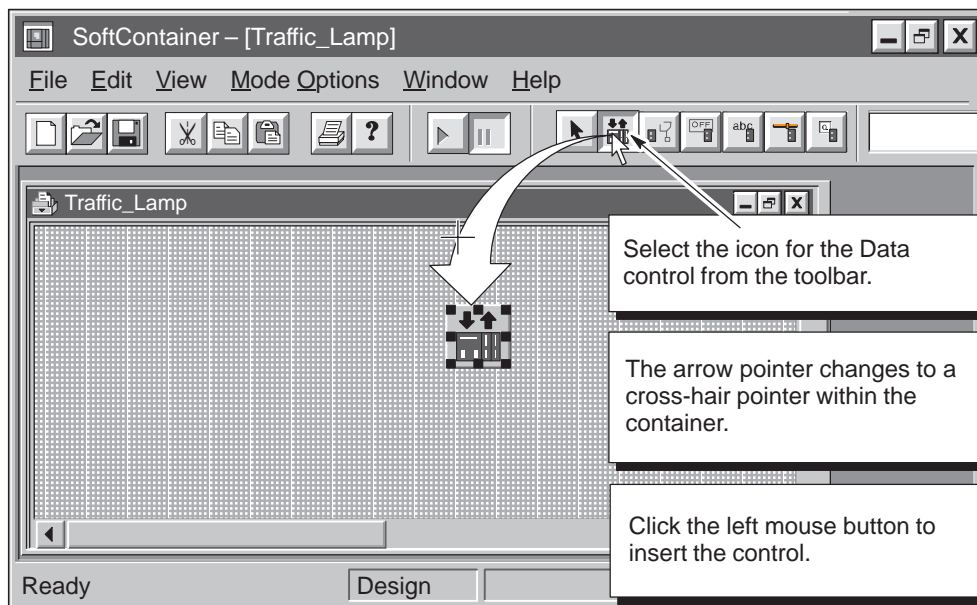 SoftContainer – [Traffic_Lamp]
File Edit View Mode Options Window Help
?
OFF
abc
a
Traffic_Lamp
Select the icon for the Data
control from the toolbar.
The arrow pointer changes to a
cross-hair pointer within the
container.
Click the left mouse button to
insert the control.
Ready
Design